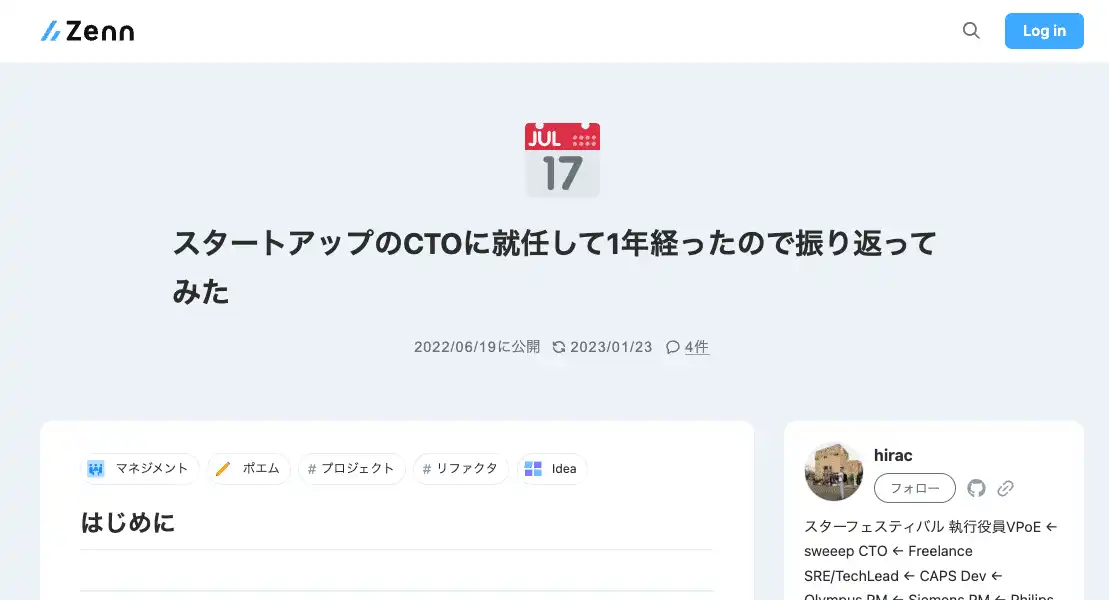 Zenn
Log in
JUL
17
スタートアップのCTOに就任して1年経ったので振り返って
みた
2022/06/19に公開 2023/01/23 4件
マネジメント ポエム # プロジェクト # リファクタ Idea
はじめに
hirac
フォロー
スターフェスティバル 執行役員VPoE ←
sweeep CTO ← Freelance
SRE/TechLead ← CAPS Dev ←
Olympus PM ← Siemens PM ← Philips